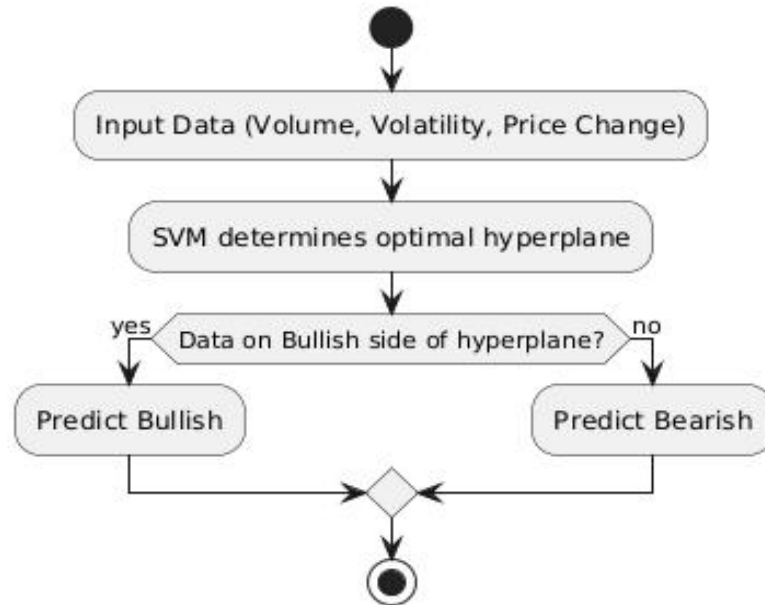 Input Data (Volume, Volatility, Price Change)
SVM determines optimal hyperplane
yes
Data on Bullish side of hyperplane?
no
Predict Bullish
Predict Bearish